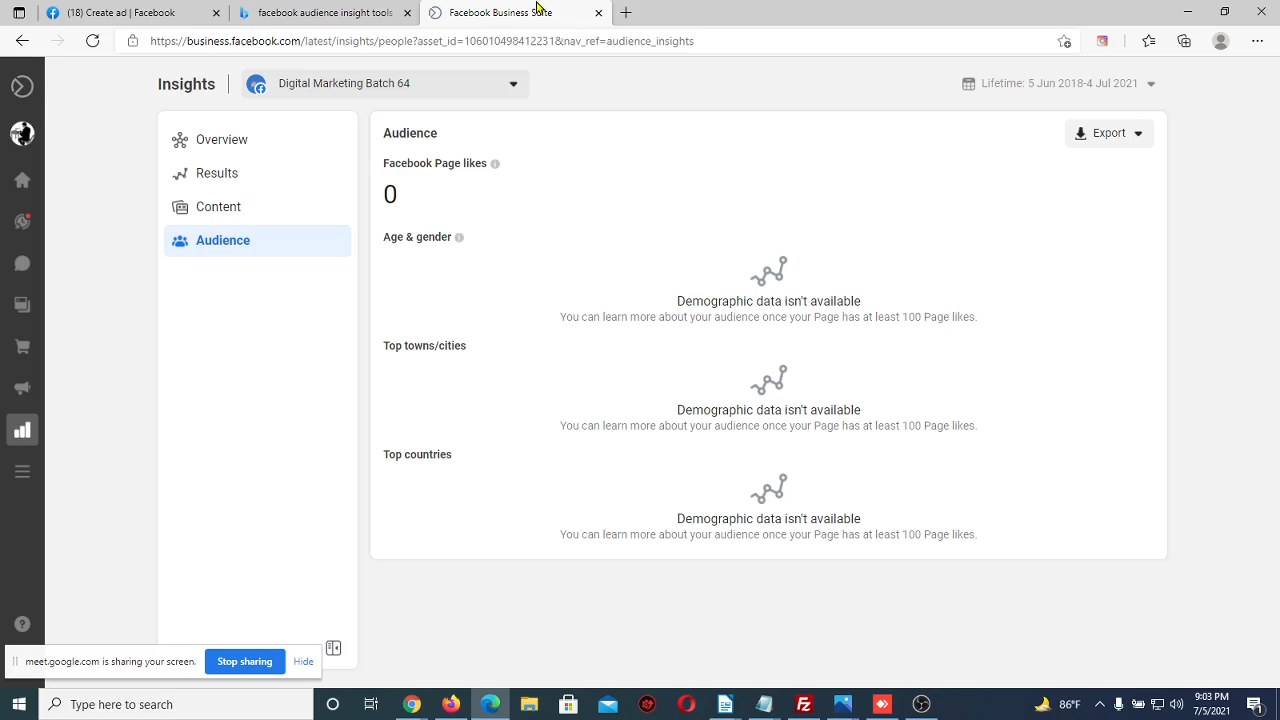 (18) Create ad | Facebook
facebook audience insight tools
Facebook Business Suite
https://business.facebook.com/latest/insights/people?asset_id=106010498412231&nav_ref=audience_insights
Insights
Digital Marketing Batch 64
Lifetime: 5 Jun 2018-4 Jul 2021
Overview
Results
Content
Audience
Audience
Export
Facebook Page likes
0
Age & gender
Demographic data isn't available
You can learn more about your audience once your Page has at least 100 Page likes.
Top towns/cities
Demographic data isn't available
You can learn more about your audience once your Page has at least 100 Page likes.
Top countries
Demographic data isn't available
You can learn more about your audience once your Page has at least 100 Page likes.
meet.google.com is sharing your screen.
Stop sharing
Hide
Type here to search
86°F
9:03 PM
7/5/2021